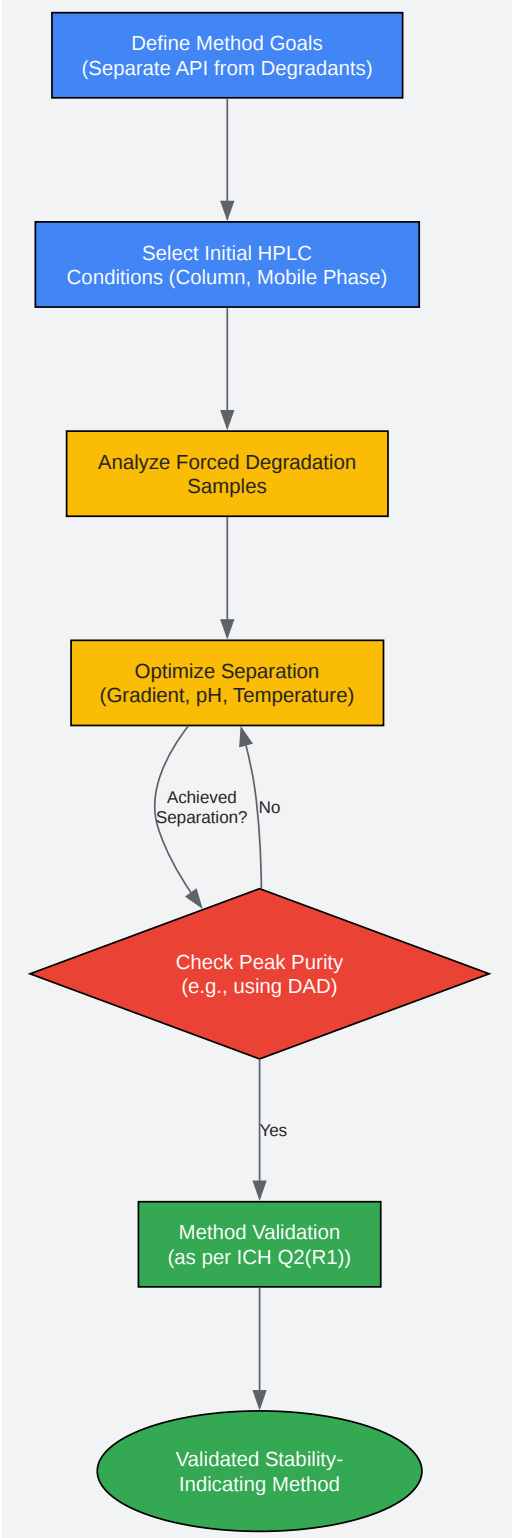 Define Method Goals
(Separate API from Degradants)
Select Initial HPLC
Conditions (Column, Mobile Phase)
Analyze Forced Degradation
Samples
Optimize Separation
(Gradient, pH, Temperature)
Achieved
Separation?
No
Check Peak Purity
(e.g., using DAD)
Yes
Method Validation
(as per ICH Q2(R1))
Validated Stability-
Indicating Method